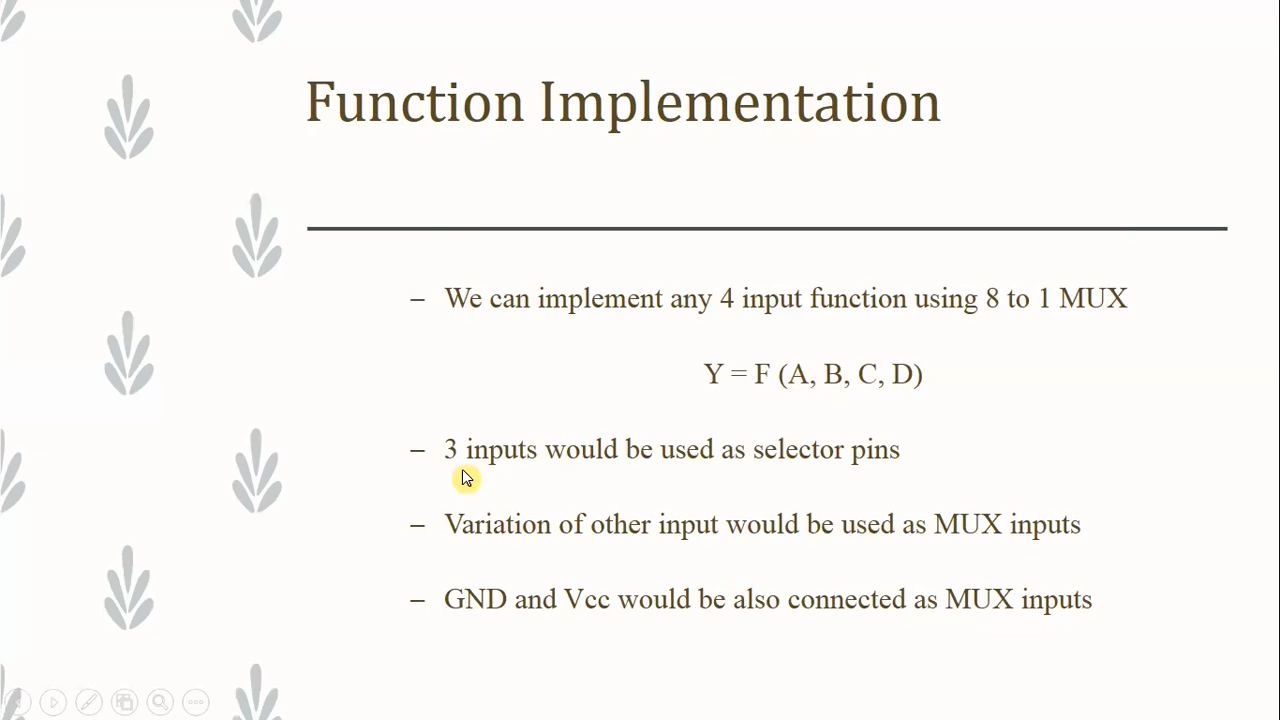 Function Implementation
– We can implement any 4 input function using 8 to 1 MUX
Y = F (A, B, C, D)
– 3 inputs would be used as selector pins
– Variation of other input would be used as MUX inputs
– GND and Vcc would be also connected as MUX inputs